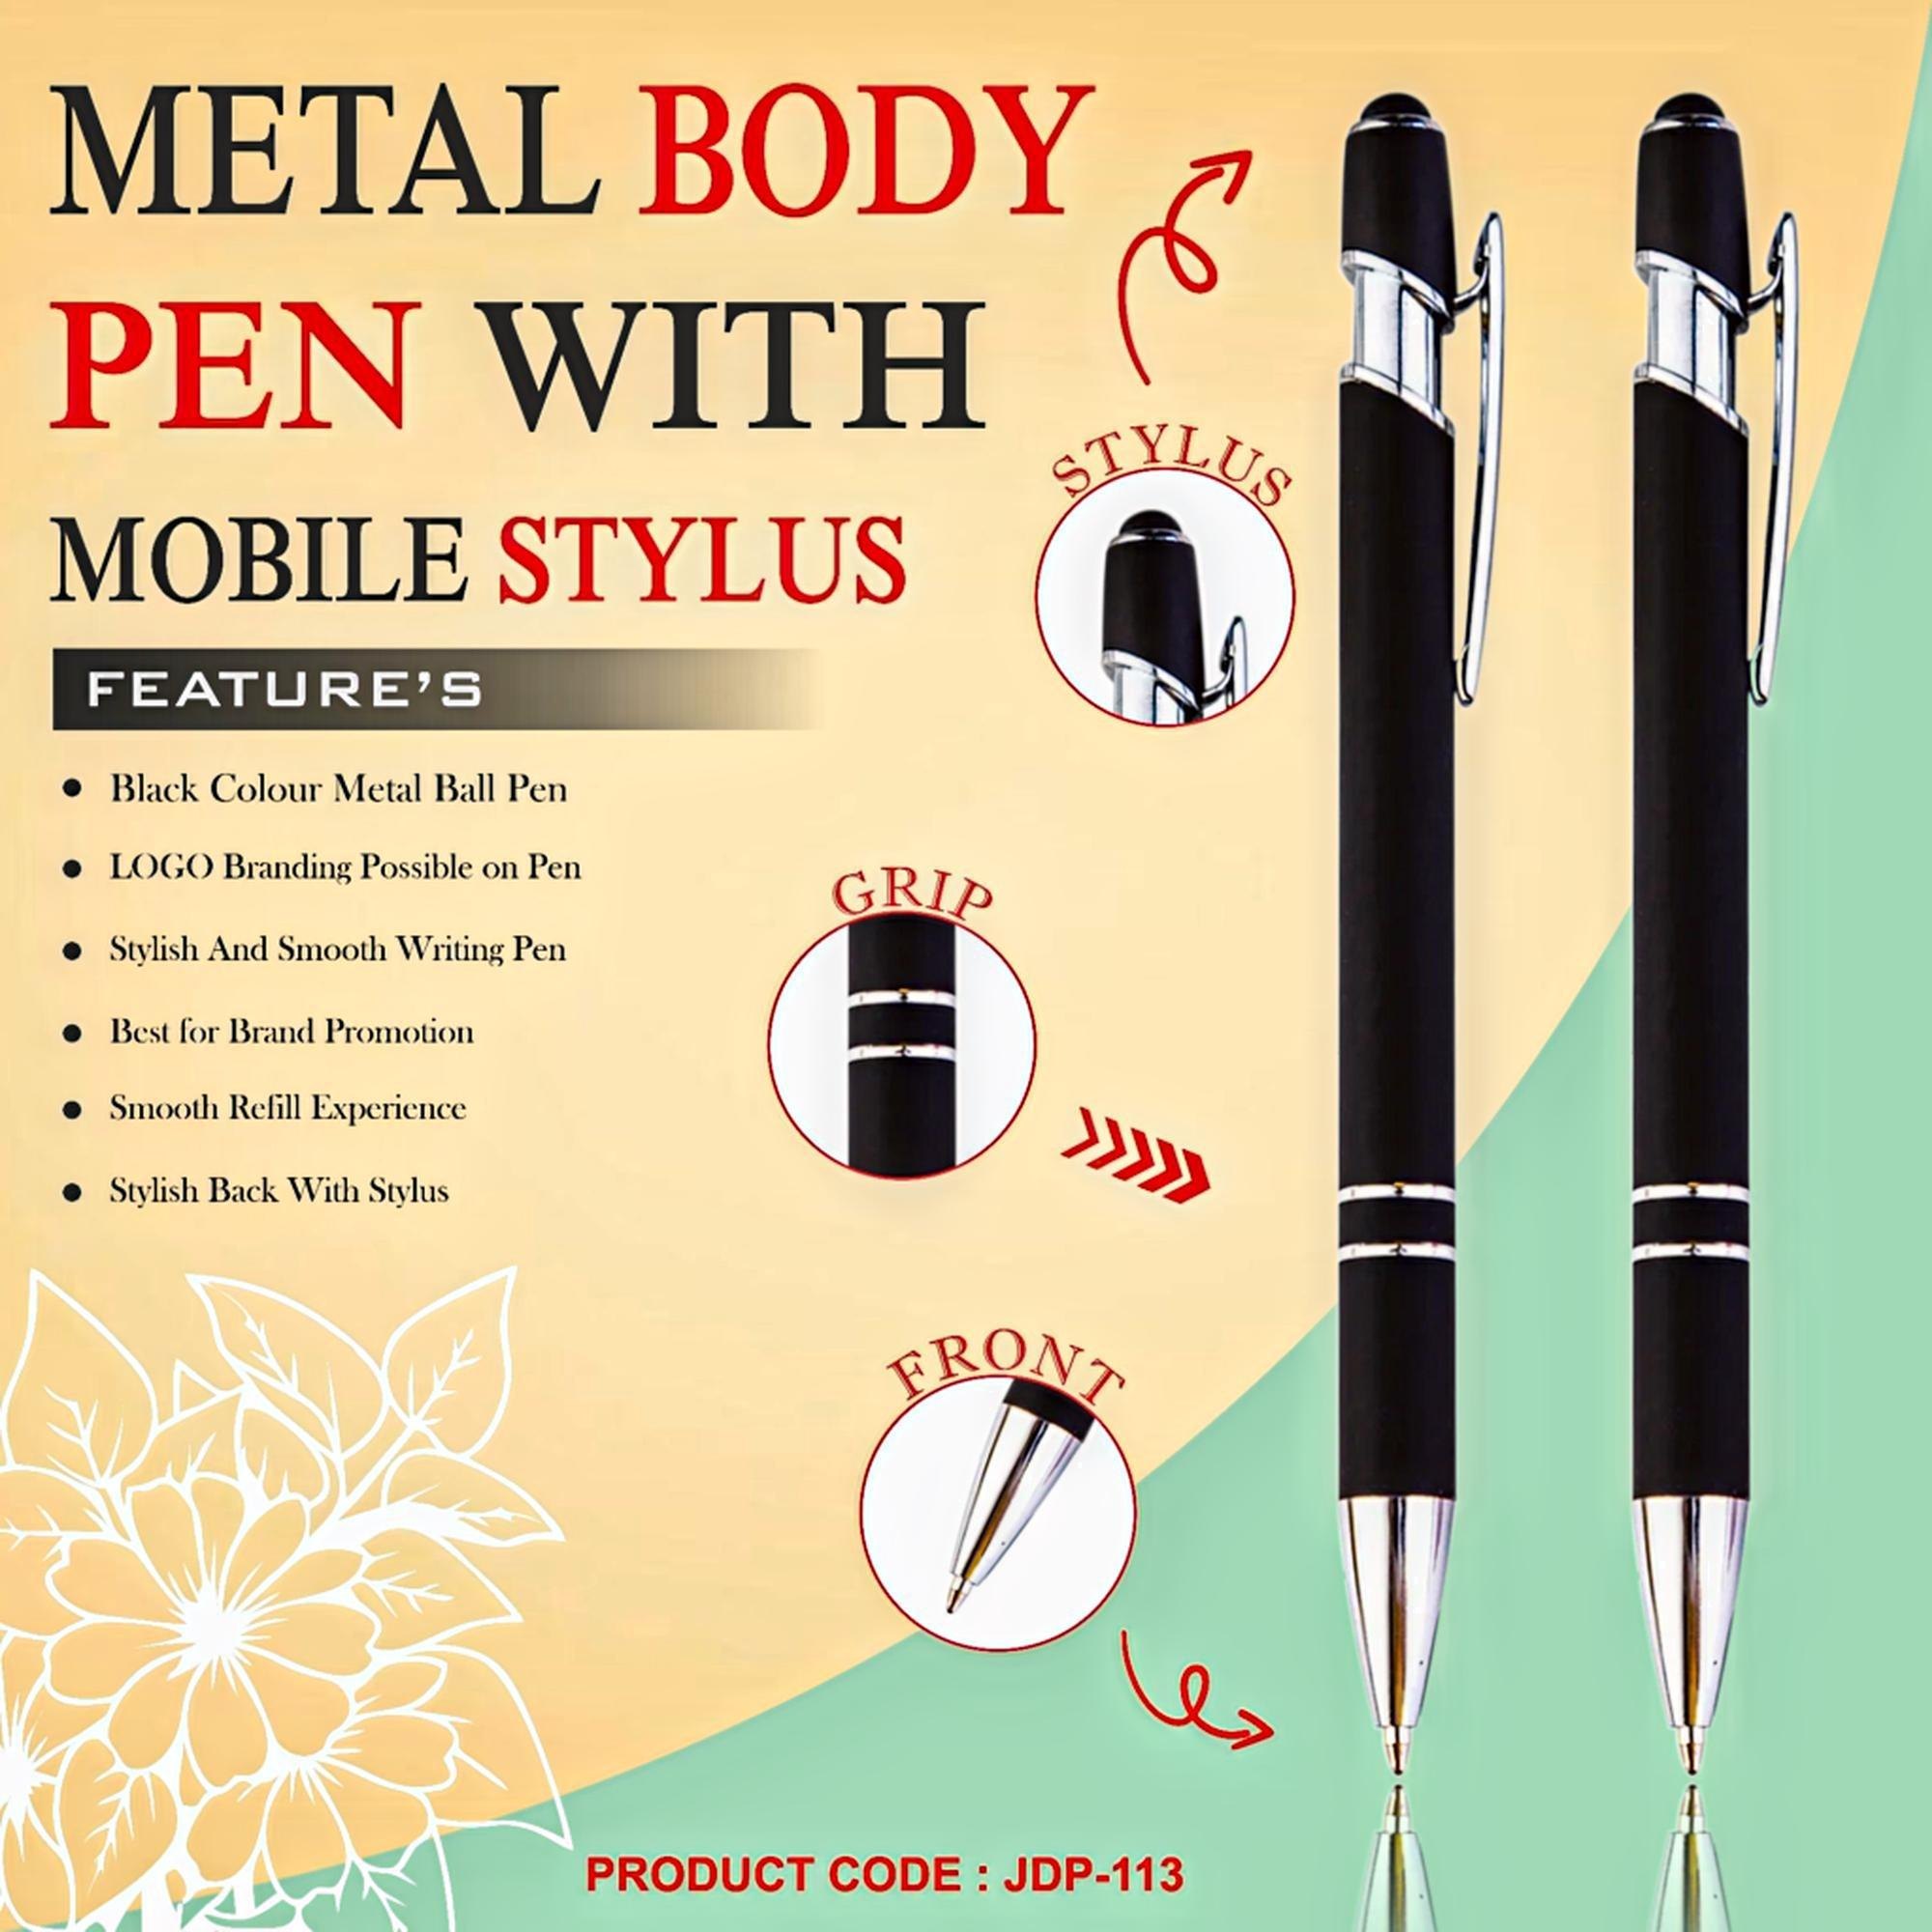 METAL BODY
PEN WITH
MOBILE STYLUS
FEATURE'S
Black Colour Metal Ball Pen
LOGO Branding Possible on Pen
Stylish And Smooth Writing Pen
Best for Brand Promotion
Smooth Refill Experience
Stylish Back With Stylus
STYLUS
GRIP
FRONT
PRODUCT CODE : JDP-113